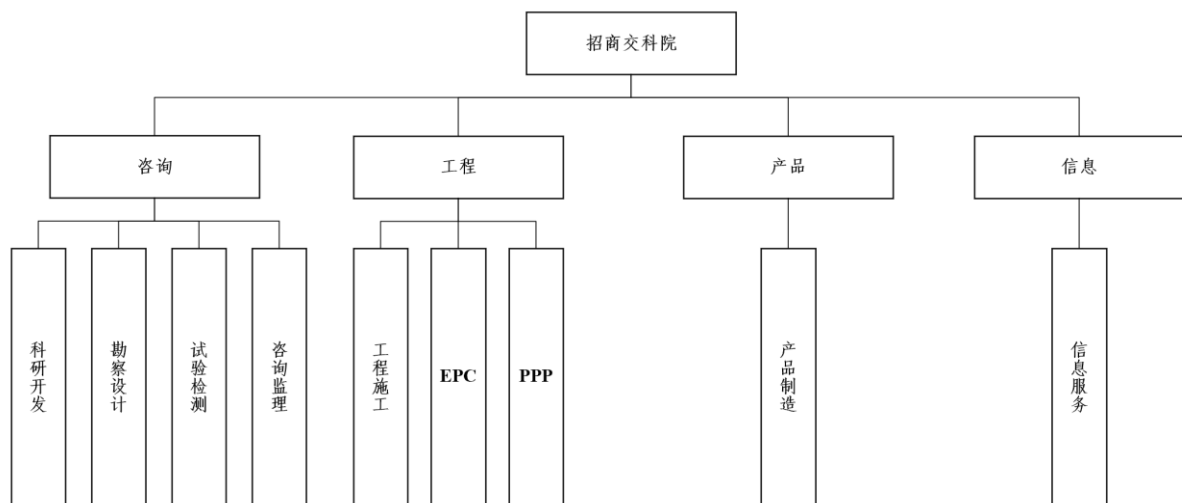 招商交科院
咨询
工程
产品
信息
科研开发
勘察设计
试验检测
咨询监理
工程施工
EPC
PPP
产品制造
信息服务